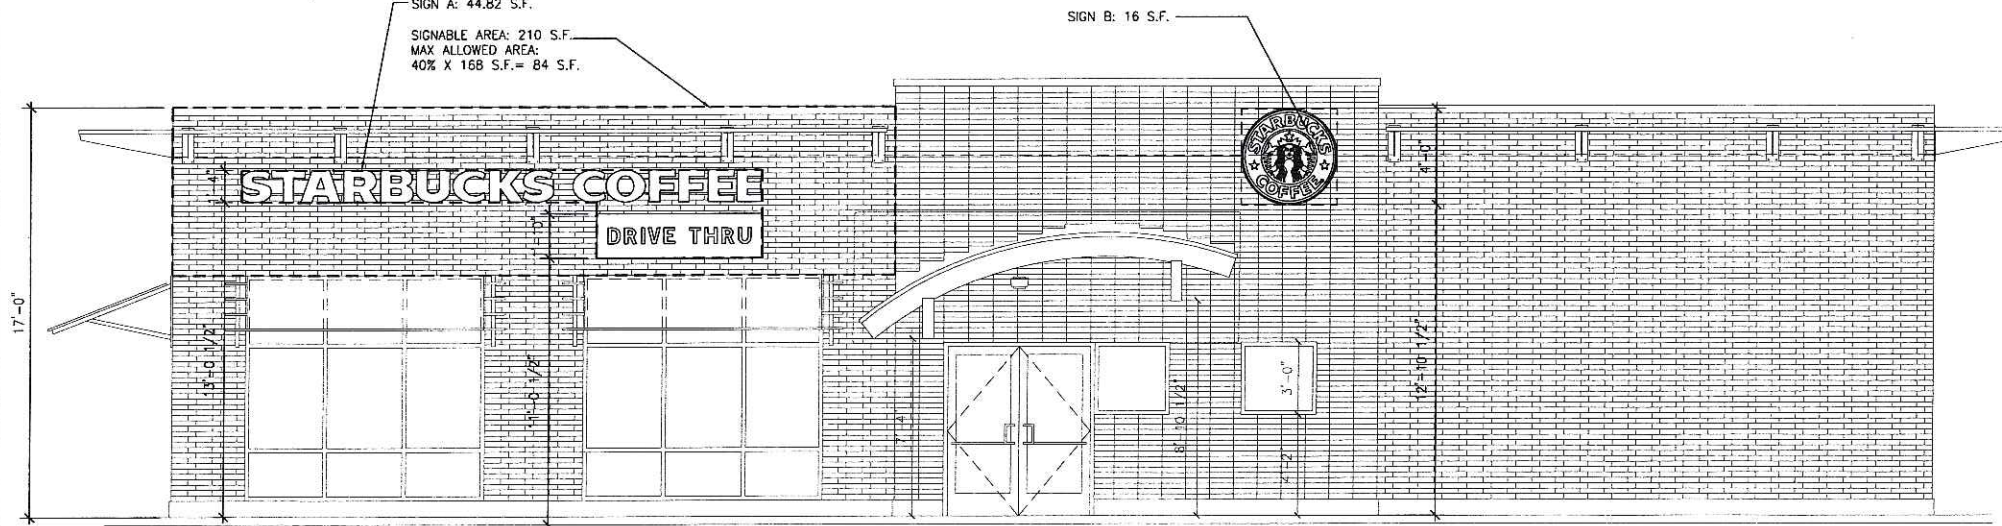 SIGN A: 44.82 S.F.
SIGNABLE AREA: 210 S.F.
MAX ALLOWED AREA:
40% X 168 S.F.= 84 S.F.
SIGN B: 16 S.F.
STARBUCKS COFFEE
DRIVE THRU
STARBUCKS
COFFEE
4'-0"
17'-0"
13'-0 1/2"
11'-0 1/2"
8' 10 1/2"
3'-0"
12'-10 1/2"